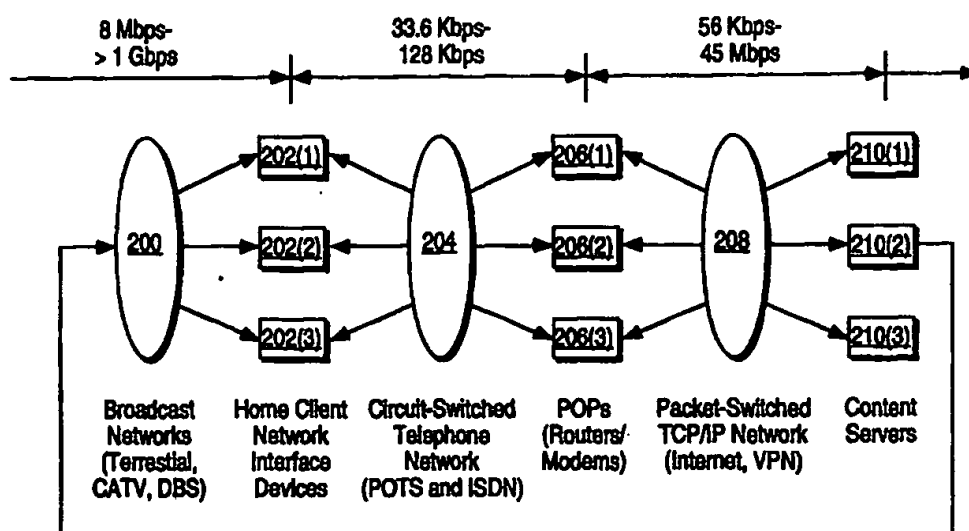 8 Mbps-
> 1 Gbps
33.6 Kbps-
128 Kbps
56 Kbps-
45 Mbps
202(1)
206(1)
210(1)
200
202(2)
204
206(2)
208
210(2)
202(3)
206(3)
210(3)
Broadcast
Networks
(Terrestial,
CATV, DBS)
Home Client
Network
Interface
Devices
Circuit-Switched
Telephone
Network
(POTS and ISDN)
POPs
(Routers/
Modems)
Packet-Switched
TCP/IP Network
(Internet, VPN)
Content
Servers